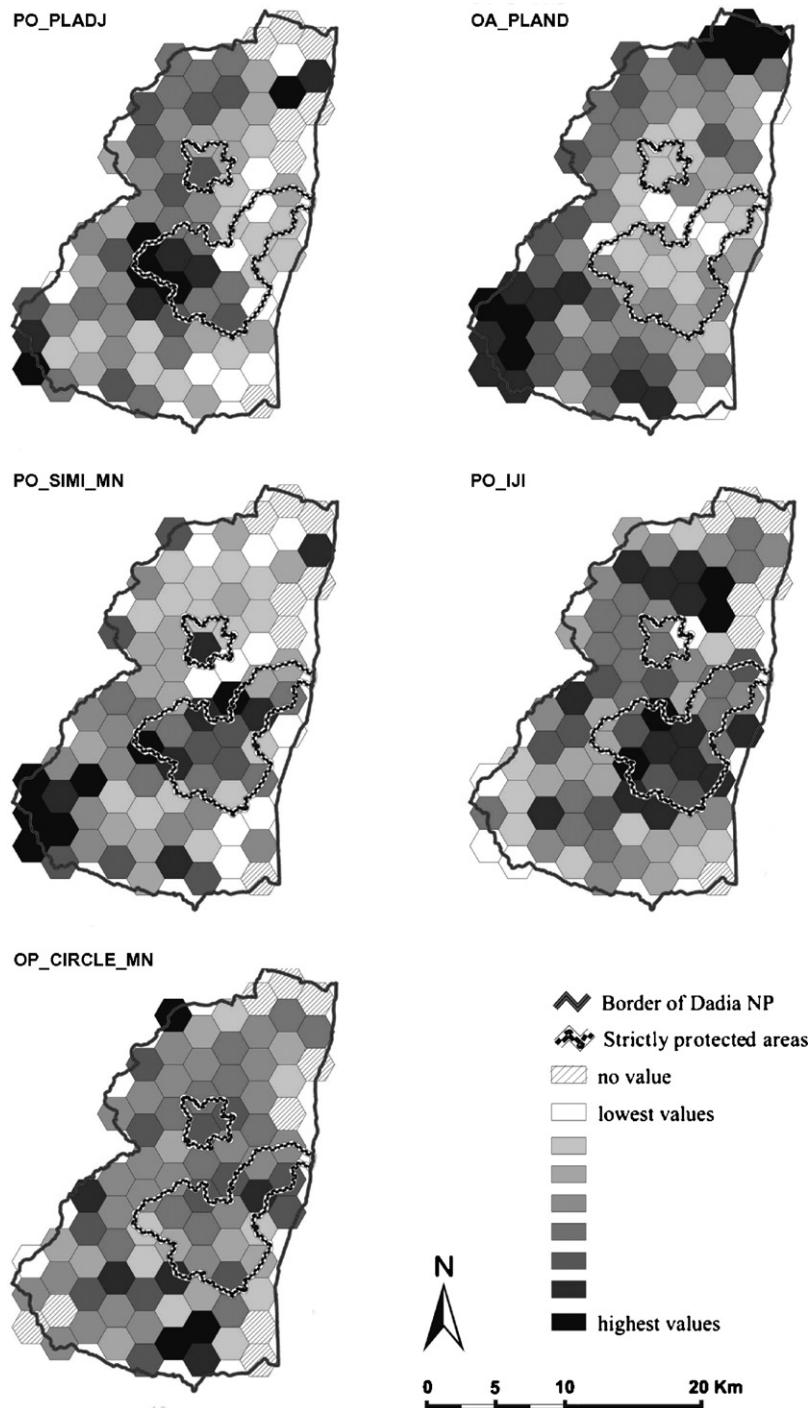 PO_PLADJ
OA_PLAND
PO_SIMI_MN
PO_IJI
OP_CIRCLE_MN
Border of Dadia NP
Strictly protected areas
no value
lowest values
highest values
N
0 5 10 20 Km